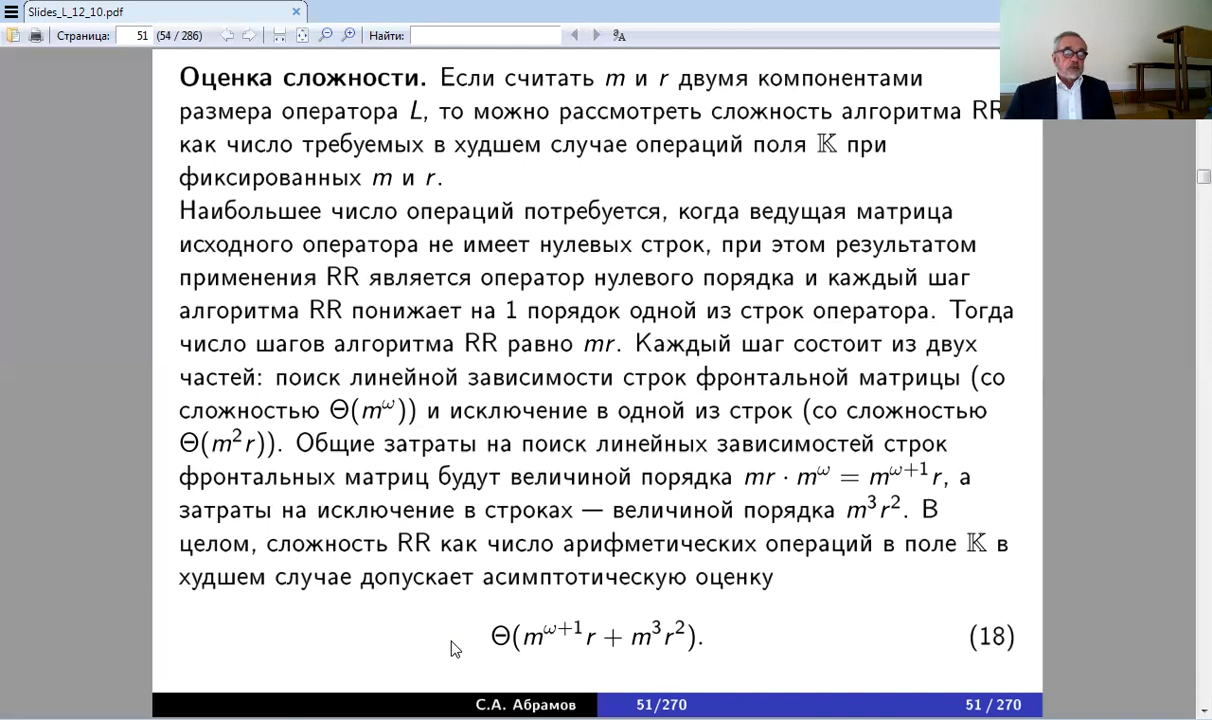 Slides_L_12_10.pdf
Страница: 51 (54 / 286) Найти:
Оценка сложности. Если считать m и r двумя компонентами
размера оператора L, то можно рассмотреть сложность алгоритма RR
как число требуемых в худшем случае операций поля 𝕂 при
фиксированных m и r.
Наибольшее число операций потребуется, когда ведущая матрица
исходного оператора не имеет нулевых строк, при этом результатом
применения RR является оператор нулевого порядка и каждый шаг
алгоритма RR понижает на 1 порядок одной из строк оператора. Тогда
число шагов алгоритма RR равно mr. Каждый шаг состоит из двух
частей: поиск линейной зависимости строк фронтальной матрицы (со
сложностью Θ(m^ω)) и исключение в одной из строк (со сложностью
Θ(m²r)). Общие затраты на поиск линейных зависимостей строк
фронтальных матриц будут величиной порядка mr · m^ω = m^{ω+1}r, а
затраты на исключение в строках — величиной порядка m³r². В
целом, сложность RR как число арифметических операций в поле 𝕂 в
худшем случае допускает асимптотическую оценку
Θ(m^{ω+1}r + m³r²). (18)
С.А. Абрамов 51/270 51 / 270